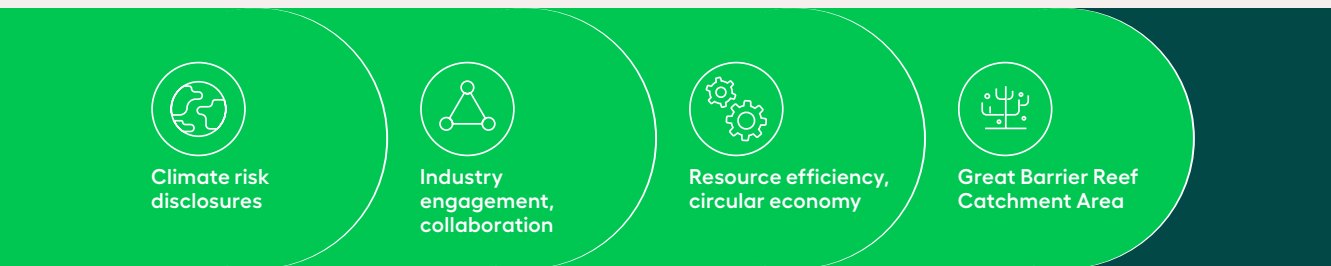 Climate risk
disclosures
Industry
engagement,
collaboration
Resource efficiency,
circular economy
Great Barrier Reef
Catchment Area